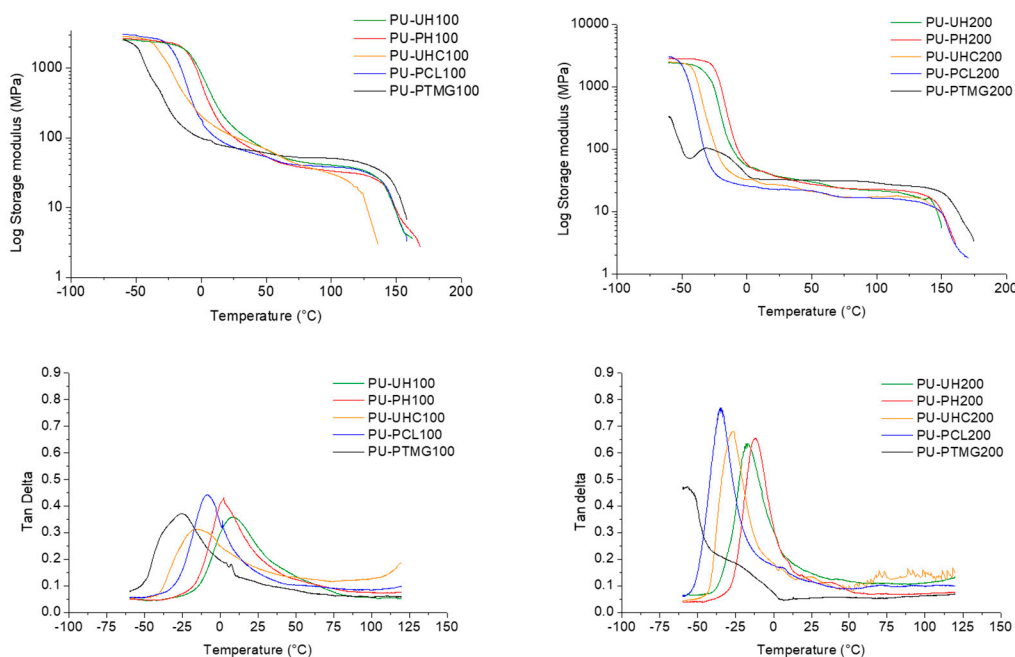 PU-UH100
PU-PH100
PU-UHC100
PU-PCL100
PU-PTMG100
Log Storage modulus (MPa)
1000
100
10
1
-100 -50 0 50 100 150 200
Temperature (°C)
PU-UH200
PU-PH200
PU-UHC200
PU-PCL200
PU-PTMG200
Log Storage modulus (MPa)
10000
1000
100
10
1
-100 -50 0 50 100 150 200
Temperature (°C)
PU-UH100
PU-PH100
PU-UHC100
PU-PCL100
PU-PTMG100
Tan Delta
0.9
0.8
0.7
0.6
0.5
0.4
0.3
0.2
0.1
0.0
-100 -75 -50 -25 0 25 50 75 100 125 150
Temperature (°C)
PU-UH200
PU-PH200
PU-UHC200
PU-PCL200
PU-PTMG200
Tan delta
0.9
0.8
0.7
0.6
0.5
0.4
0.3
0.2
0.1
0.0
-75 -50 -25 0 25 50 75 100 125 150
Temperature (°C)